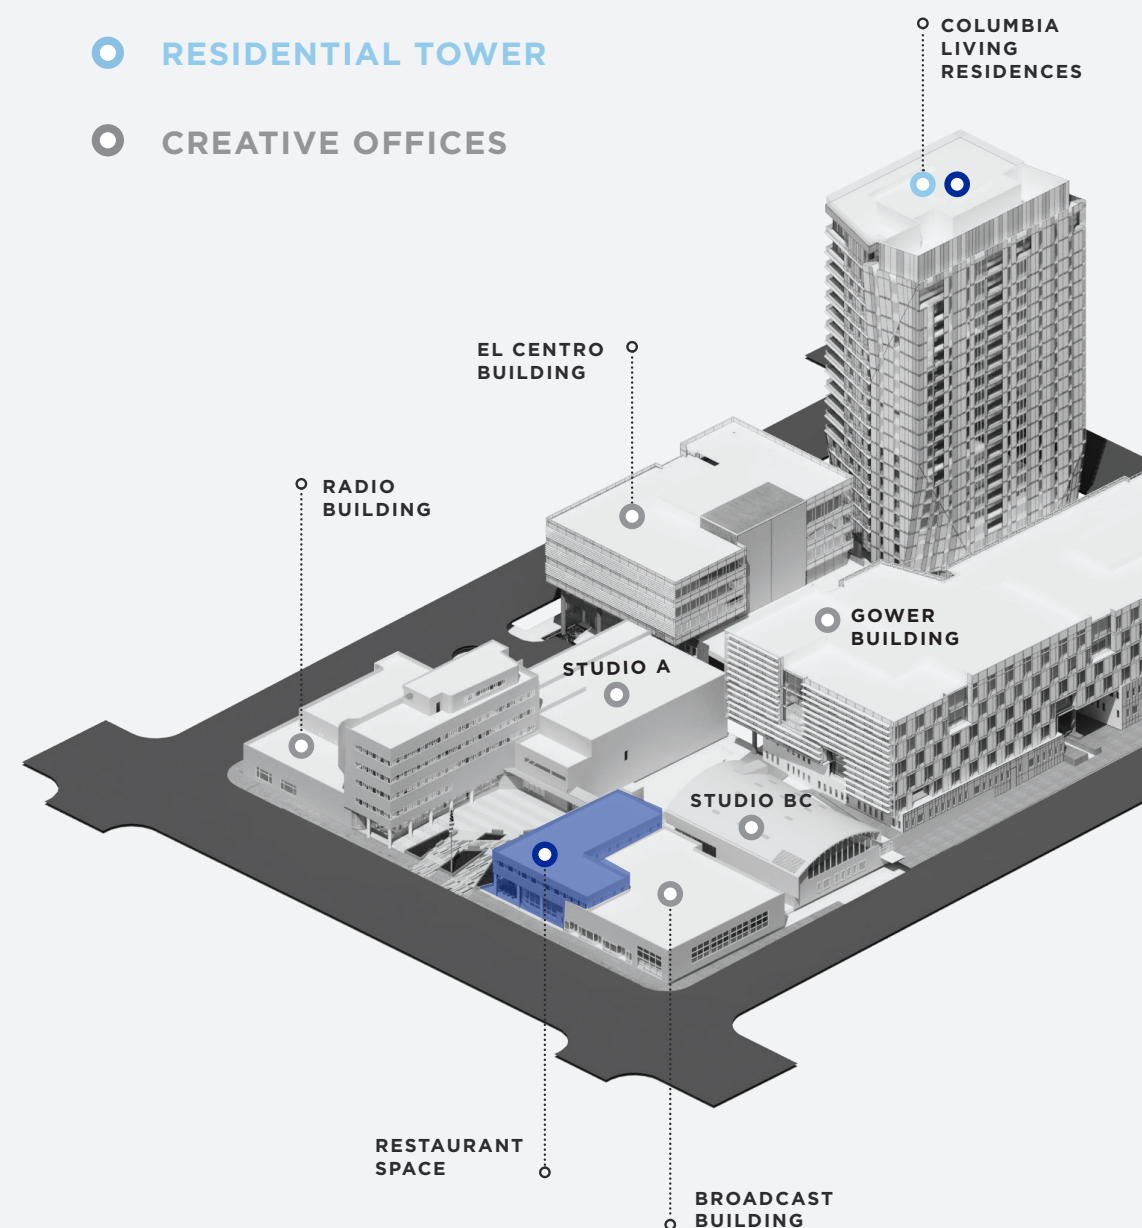 RESIDENTIAL TOWER
CREATIVE OFFICES
COLUMBIA
LIVING
RESIDENCES
EL CENTRO
BUILDING
RADIO
BUILDING
GOWER
BUILDING
STUDIO A
STUDIO BC
RESTAURANT
SPACE
BROADCAST
BUILDING